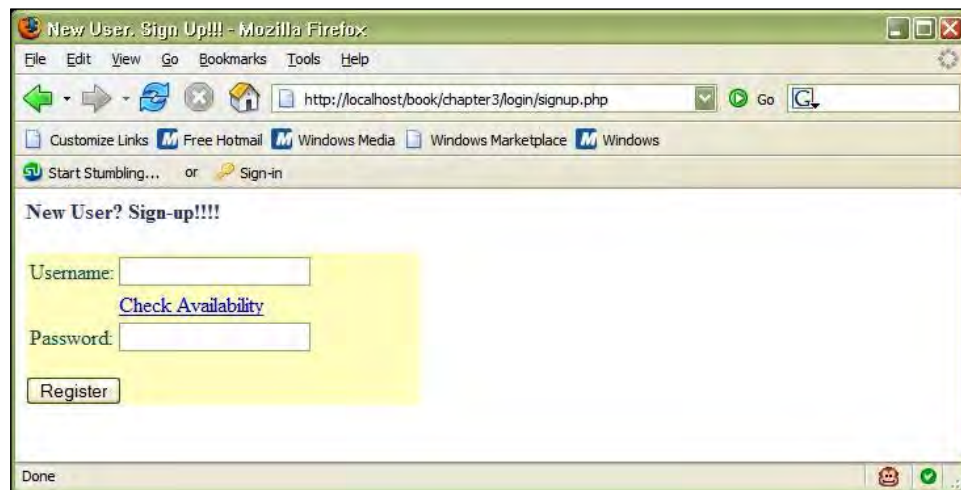 New User. Sign Up!!! - Mozilla Firefox
File Edit View Go Bookmarks Tools Help
http://localhost/book/chapter3/login/signup.php Go G
Customize Links Free Hotmail Windows Media Windows Marketplace Windows
Start Stumbling... or Sign-in
New User? Sign-up!!!!
Username:
Check Availability
Password:
Register
Done